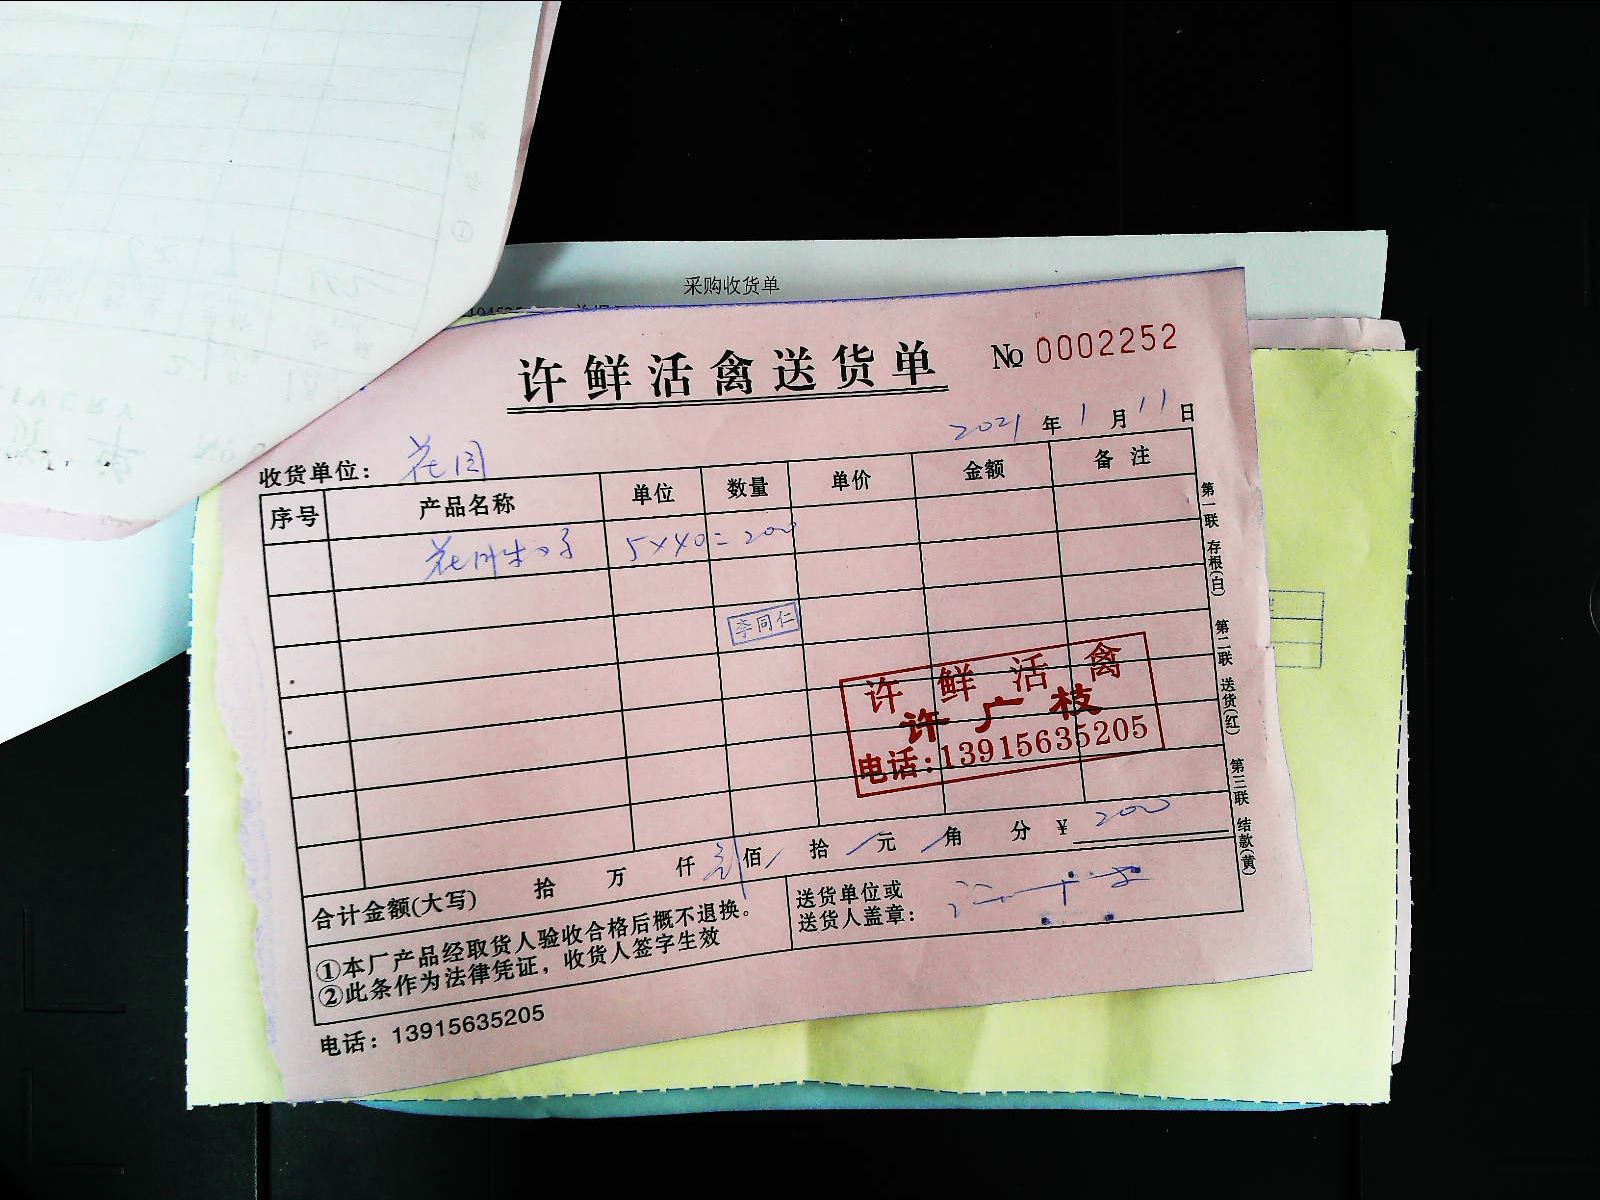 采购收货单
许鲜活禽送货单
No 0002252
2021 年 1 月 11 日
收货单位： 花园
序号 产品名称 单位 数量 单价 金额 备注
5×40=200
李同仁
许鲜活禽
许广枝
电话:13915635205
合计金额(大写) 拾 万 仟 佰 拾 元 角 分 ¥ 200
①本厂产品经取货人验收合格后概不退换。
②此条作为法律凭证，收货人签字生效
送货单位或
送货人盖章：
电话：13915635205
第一联 存根(白) 第二联 送货(红) 第三联 结款(黄)